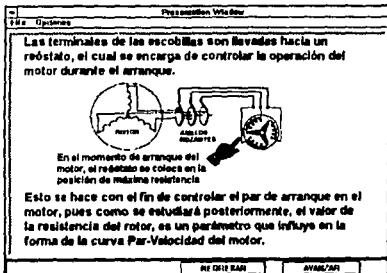 Presentation Window
File Opciones
Las terminales de las escobillas son llevadas hacia un
reóstato, el cual se encarga de controlar la operación del
motor durante el arranque.
ROTOR
ANILLOS
ROZANTES
En el momento de arranque del
motor, el reóstato se coloca en la
posición de máxima resistencia
Esto se hace con el fin de controlar el par de arranque en el
motor, pues como se estudiará posteriormente, el valor de
la resistencia del rotor, es un parámetro que influye en la
forma de la curva Par-Velocidad del motor.
REGRESAR AVANZAR